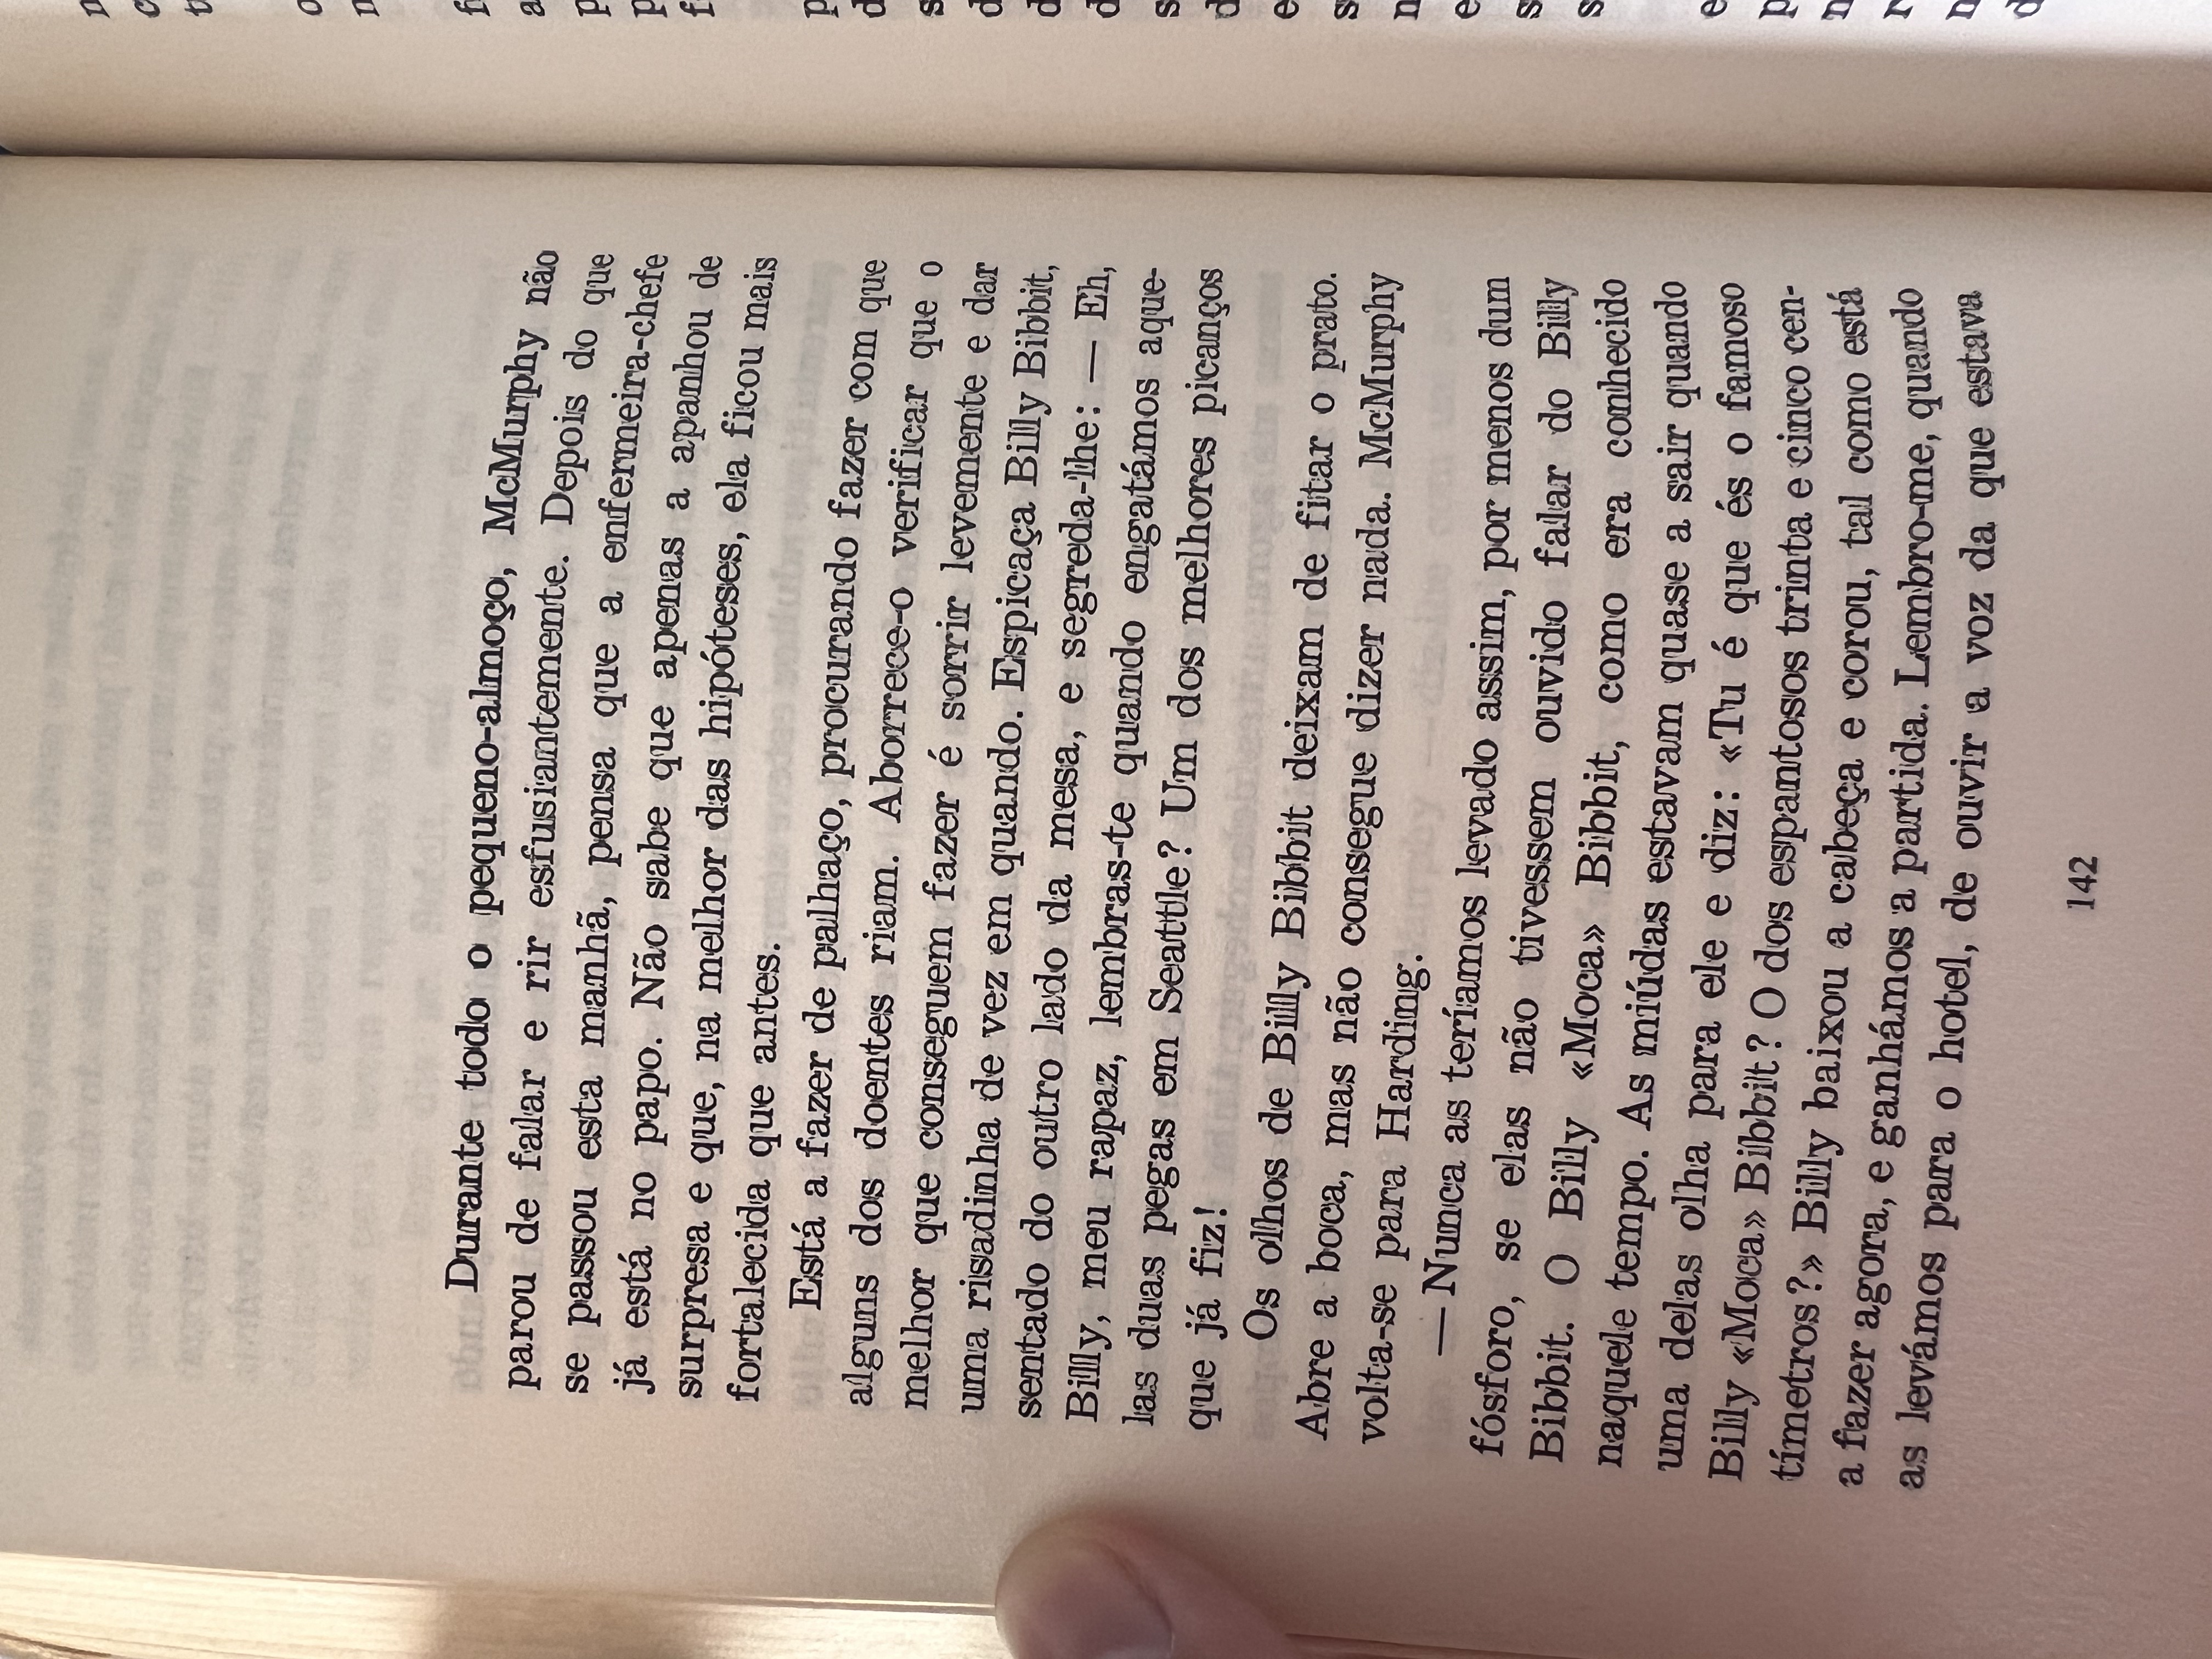 Durante todo o pequeno-almoço, McMurphy não
parou de falar e rir esfusiantemente. Depois do que
se passou esta manhã, pensa que a enfermeira-chefe
já está no papo. Não sabe que apenas a apanhou de
surpresa e que, na melhor das hipóteses, ela ficou mais
fortalecida que antes.
Está a fazer de palhaço, procurando fazer com que
alguns dos doentes riam. Aborrece-o verificar que o
melhor que conseguem fazer é sorrir levemente e dar
uma risadinha de vez em quando. Espicaça Billy Bibbit,
sentado do outro lado da mesa, e segreda-lhe: — Eh,
Billy, meu rapaz, lembras-te quando engatámos aque-
las duas pegas em Seattle? Um dos melhores picanços
que já fiz!
Os olhos de Billy Bibbit deixam de fitar o prato.
Abre a boca, mas não consegue dizer nada. McMurphy
volta-se para Harding.
— Nunca as teríamos levado assim, por menos dum
fósforo, se elas não tivessem ouvido falar do Billy
Bibbit. O Billy «Moca» Bibbit, como era conhecido
naquele tempo. As miúdas estavam quase a sair quando
uma delas olha para ele e diz: «Tu é que és o famoso
Billy «Moca» Bibbit? O dos espantosos trinta e cinco cen-
tímetros?» Billy baixou a cabeça e corou, tal como está
a fazer agora, e ganhámos a partida. Lembro-me, quando
as levámos para o hotel, de ouvir a voz da que estava
142